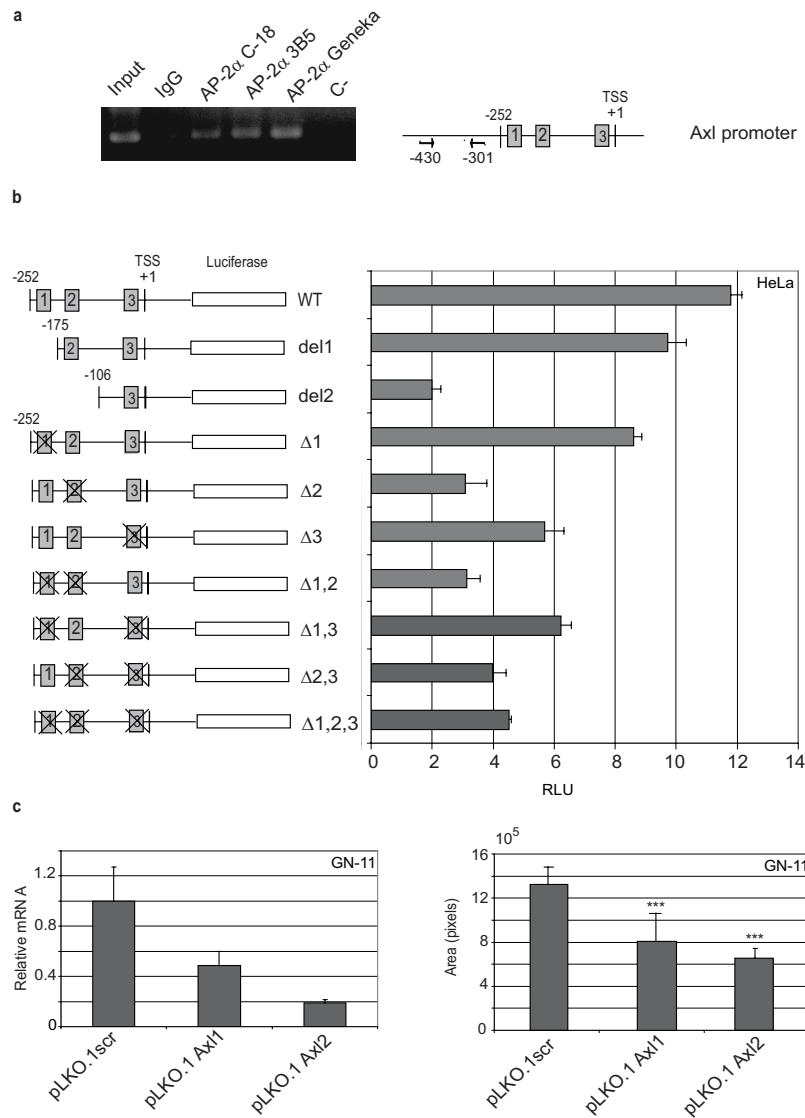 a
Input
IgG
AP-2α C-18
AP-2α 3B5
AP-2α Geneka
C-
TSS
-252 +1
1 2 3
Axl promoter
-430 -301
b
TSS
-252 +1 Luciferase
1 2 3 WT
-175
2 3 del1
-106
3 del2
-252
1 2 3 Δ1
1 2 3 Δ2
1 2 3 Δ3
1 2 3 Δ1,2
1 2 3 Δ1,3
1 2 3 Δ2,3
1 2 3 Δ1,2,3
HeLa
0 2 4 6 8 10 12 14
RLU
c
GN-11
1.2
0.8
0.4
0
Relative mRN A
pLKO.1scr
pLKO.1 Axl1
pLKO.1 Axl2
10⁵
GN-11
16
12
8
4
0
Area (pixels)
***
***
pLKO.1scr
pLKO.1 Axl1
pLKO.1 Axl2